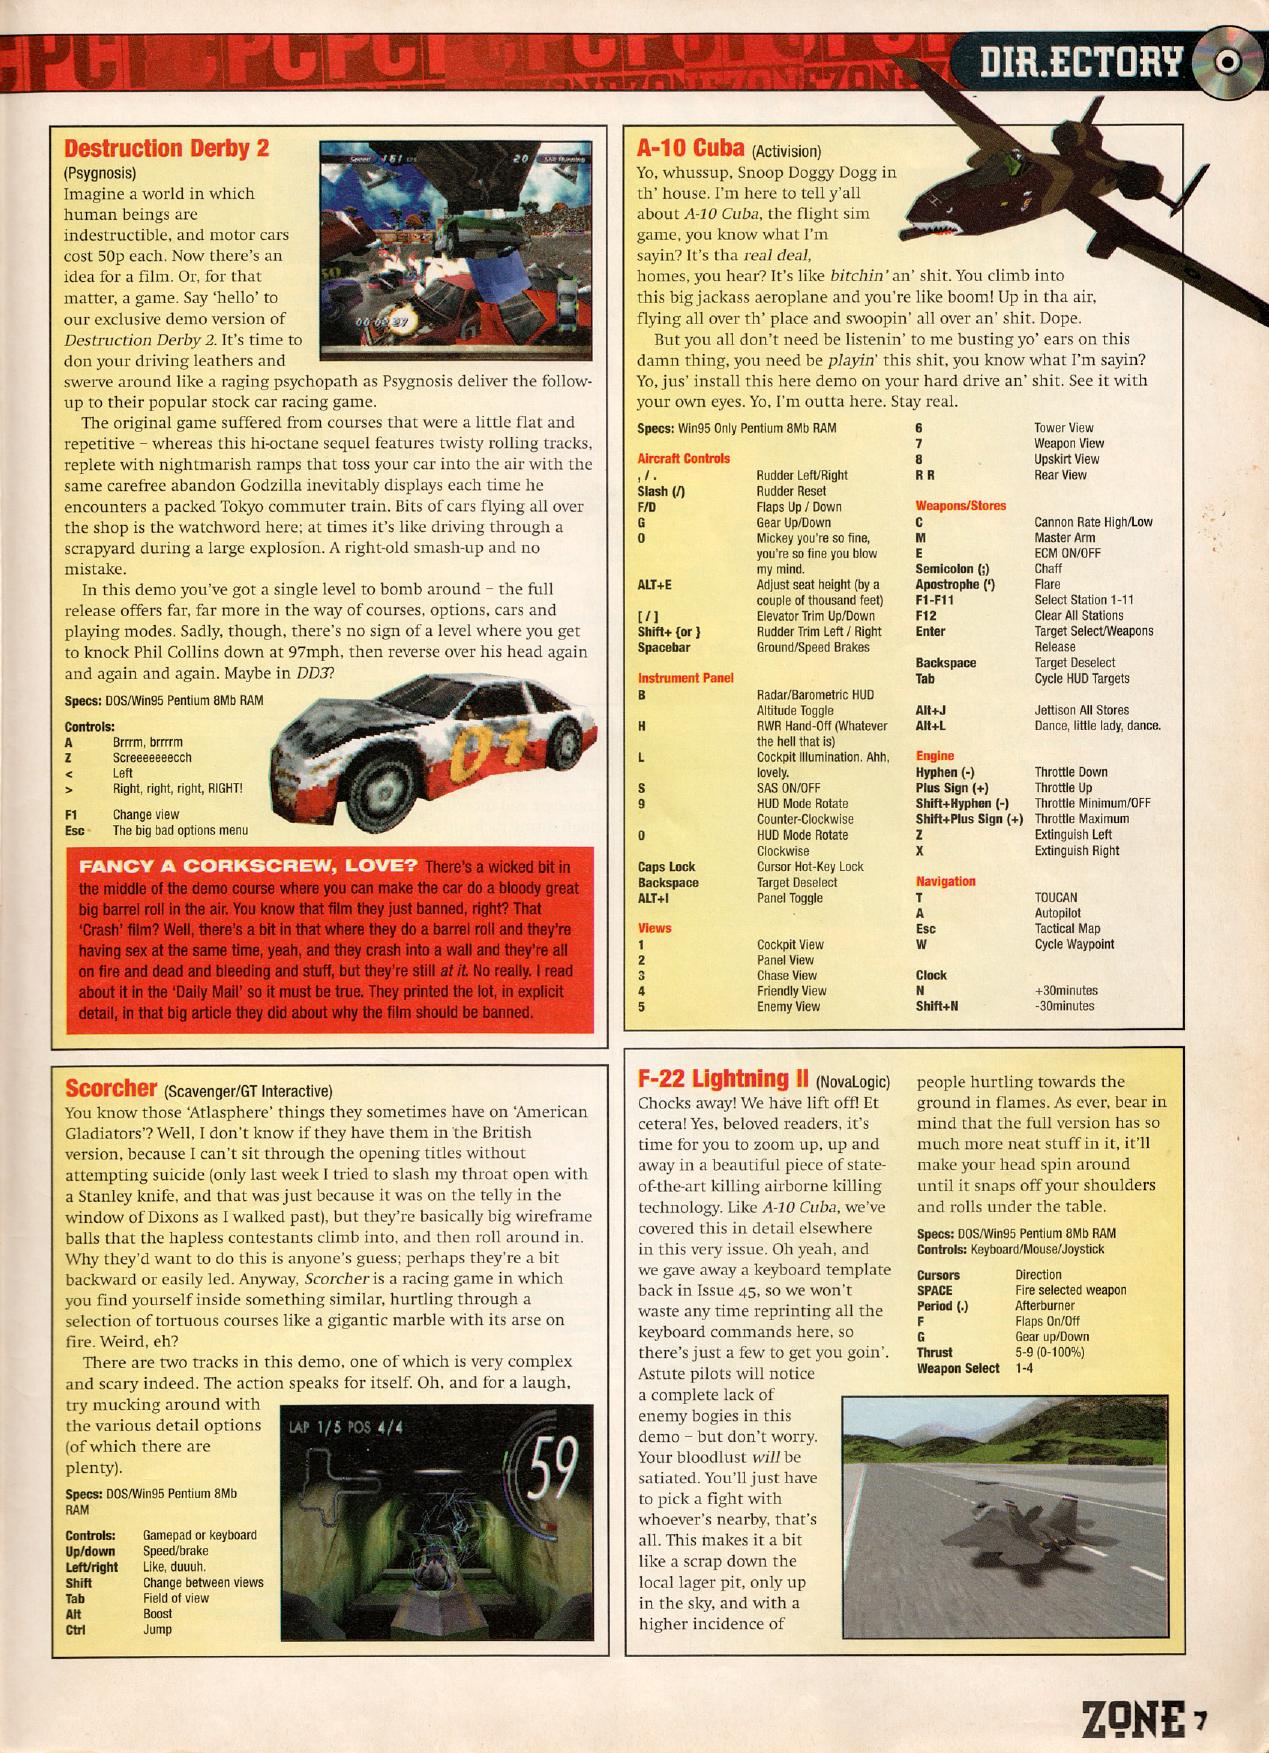 DIR.ECTORY
Destruction Derby 2
(Psygnosis)
Imagine a world in which
human beings are
indestructible, and motor cars
cost 50p each. Now there's an
idea for a film. Or, for that
matter, a game. Say 'hello' to
our exclusive demo version of
Destruction Derby 2. It's time to
don your driving leathers and
swerve around like a raging psychopath as Psygnosis deliver the follow-
up to their popular stock car racing game.
The original game suffered from courses that were a little flat and
repetitive – whereas this hi-octane sequel features twisty rolling tracks,
replete with nightmarish ramps that toss your car into the air with the
same carefree abandon Godzilla inevitably displays each time he
encounters a packed Tokyo commuter train. Bits of cars flying all over
the shop is the watchword here; at times it's like driving through a
scrapyard during a large explosion. A right-old smash-up and no
mistake.
In this demo you've got a single level to bomb around – the full
release offers far, far more in the way of courses, options, cars and
playing modes. Sadly, though, there's no sign of a level where you get
to knock Phil Collins down at 97mph, then reverse over his head again
and again and again. Maybe in DD3?
Specs: DOS/Win95 Pentium 8Mb RAM
Controls:
A Brrrm, brrrrm
Z Screeeeeeecch
< Left
> Right, right, right, RIGHT!
F1 Change view
Esc The big bad options menu
01
FANCY A CORKSCREW, LOVE? There's a wicked bit in
the middle of the demo course where you can make the car do a bloody great
big barrel roll in the air. You know that film they just banned, right? That
'Crash' film? Well, there's a bit in that where they do a barrel roll and they're
having sex at the same time, yeah, and they crash into a wall and they're all
on fire and dead and bleeding and stuff, but they're still at it. No really. I read
about it in the 'Daily Mail' so it must be true. They printed the lot, in explicit
detail, in that big article they did about why the film should be banned.
Scorcher (Scavenger/GT Interactive)
You know those 'Atlasphere' things they sometimes have on 'American
Gladiators'? Well, I don't know if they have them in the British
version, because I can't sit through the opening titles without
attempting suicide (only last week I tried to slash my throat open with
a Stanley knife, and that was just because it was on the telly in the
window of Dixons as I walked past), but they're basically big wireframe
balls that the hapless contestants climb into, and then roll around in.
Why they'd want to do this is anyone's guess; perhaps they're a bit
backward or easily led. Anyway, Scorcher is a racing game in which
you find yourself inside something similar, hurtling through a
selection of tortuous courses like a gigantic marble with its arse on
fire. Weird, eh?
There are two tracks in this demo, one of which is very complex
and scary indeed. The action speaks for itself. Oh, and for a laugh,
try mucking around with
the various detail options
(of which there are
plenty).
Specs: DOS/Win95 Pentium 8Mb
RAM
Controls: Gamepad or keyboard
Up/down Speed/brake
Left/right Like, duuuh.
Shift Change between views
Tab Field of view
Alt Boost
Ctrl Jump
LAP 1/5 POS 4/4
59
A-10 Cuba (Activision)
Yo, whussup, Snoop Doggy Dogg in
th' house. I'm here to tell y'all
about A-10 Cuba, the flight sim
game, you know what I'm
sayin? It's tha real deal,
homes, you hear? It's like bitchin' an' shit. You climb into
this big jackass aeroplane and you're like boom! Up in tha air,
flying all over th' place and swoopin' all over an' shit. Dope.
But you all don't need be listenin' to me busting yo' ears on this
damn thing, you need be playin' this shit, you know what I'm sayin?
Yo, jus' install this here demo on your hard drive an' shit. See it with
your own eyes. Yo, I'm outta here. Stay real.
Specs: Win95 Only Pentium 8Mb RAM
Aircraft Controls
, / . Rudder Left/Right
Slash (/) Rudder Reset
F/D Flaps Up / Down
G Gear Up/Down
0 Mickey you're so fine,
you're so fine you blow
my mind.
ALT+E Adjust seat height (by a
couple of thousand feet)
[ / ] Elevator Trim Up/Down
Shift+ {or } Rudder Trim Left / Right
Spacebar Ground/Speed Brakes
Instrument Panel
B Radar/Barometric HUD
Altitude Toggle
H RWR Hand-Off (Whatever
the hell that is)
L Cockpit Illumination. Ahh,
lovely.
S SAS ON/OFF
9 HUD Mode Rotate
Counter-Clockwise
0 HUD Mode Rotate
Clockwise
Caps Lock Cursor Hot-Key Lock
Backspace Target Deselect
ALT+I Panel Toggle
Views
1 Cockpit View
2 Panel View
3 Chase View
4 Friendly View
5 Enemy View
6 Tower View
7 Weapon View
8 Upskirt View
R R Rear View
Weapons/Stores
C Cannon Rate High/Low
M Master Arm
E ECM ON/OFF
Semicolon (;) Chaff
Apostrophe (') Flare
F1-F11 Select Station 1-11
F12 Clear All Stations
Enter Target Select/Weapons
Release
Backspace Target Deselect
Tab Cycle HUD Targets
Alt+J Jettison All Stores
Alt+L Dance, little lady, dance.
Engine
Hyphen (-) Throttle Down
Plus Sign (+) Throttle Up
Shift+Hyphen (-) Throttle Minimum/OFF
Shift+Plus Sign (+) Throttle Maximum
Z Extinguish Left
X Extinguish Right
Navigation
T TOUCAN
A Autopilot
Esc Tactical Map
W Cycle Waypoint
Clock
N +30minutes
Shift+N -30minutes
F-22 Lightning II (NovaLogic)
Chocks away! We have lift off! Et
cetera! Yes, beloved readers, it's
time for you to zoom up, up and
away in a beautiful piece of state-
of-the-art killing airborne killing
technology. Like A-10 Cuba, we've
covered this in detail elsewhere
in this very issue. Oh yeah, and
we gave away a keyboard template
back in Issue 45, so we won't
waste any time reprinting all the
keyboard commands here, so
there's just a few to get you goin'.
Astute pilots will notice
a complete lack of
enemy bogies in this
demo – but don't worry.
Your bloodlust will be
satiated. You'll just have
to pick a fight with
whoever's nearby, that's
all. This makes it a bit
like a scrap down the
local lager pit, only up
in the sky, and with a
higher incidence of
people hurtling towards the
ground in flames. As ever, bear in
mind that the full version has so
much more neat stuff in it, it'll
make your head spin around
until it snaps off your shoulders
and rolls under the table.
Specs: DOS/Win95 Pentium 8Mb RAM
Controls: Keyboard/Mouse/Joystick
Cursors Direction
SPACE Fire selected weapon
Period (.) Afterburner
F Flaps On/Off
G Gear up/Down
Thrust 5-9 (0-100%)
Weapon Select 1-4
ZONE 7